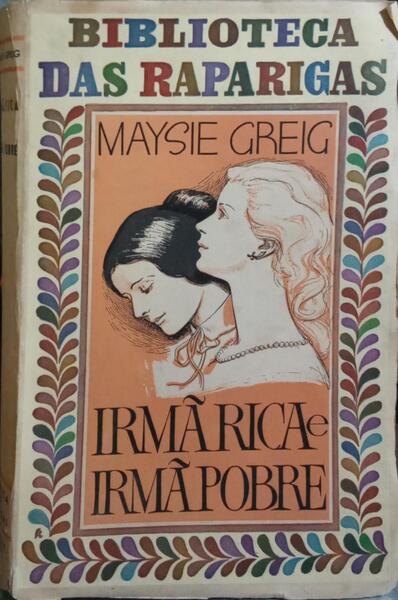 BIBLIOTECA
DAS RAPARIGAS
MAYSIE GREIG
IRMÃ RICA e
IRMÃ POBRE